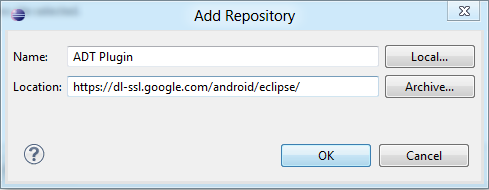 Add Repository
Name: ADT Plugin Local...
Location: https://dl-ssl.google.com/android/eclipse/ Archive...
? OK Cancel